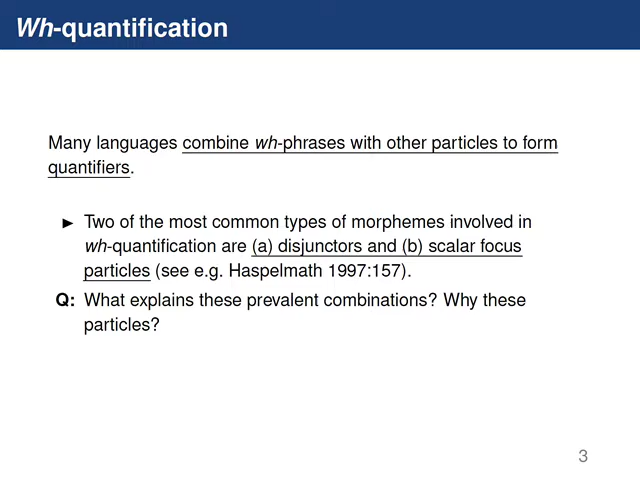 Wh-quantification
Many languages combine wh-phrases with other particles to form
quantifiers.
▶ Two of the most common types of morphemes involved in
wh-quantification are (a) disjunctors and (b) scalar focus
particles (see e.g. Haspelmath 1997:157).
Q: What explains these prevalent combinations? Why these
particles?
3